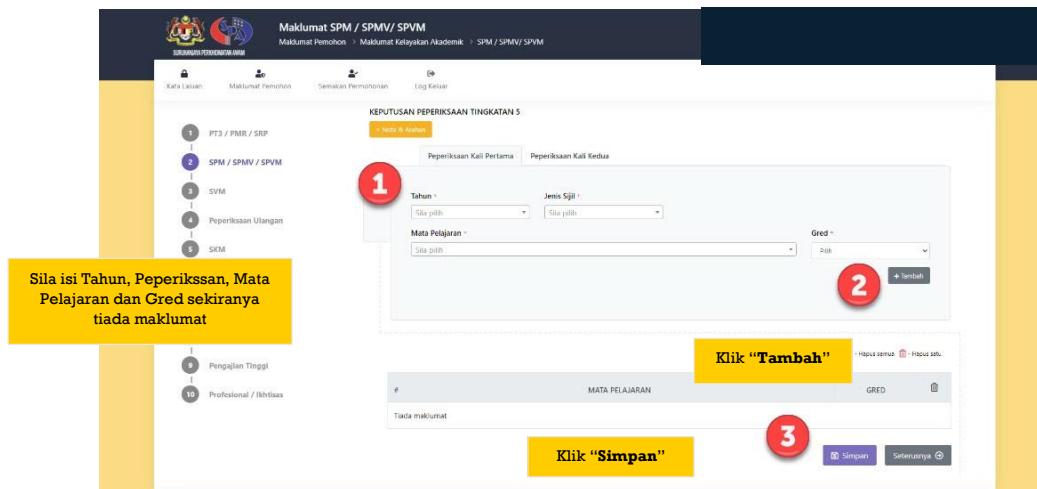 Maklumat SPM / SPMV/ SPVM
Maklumat Pemohon > Maklumat Kelayakan Akademik > SPM / SPMV/ SPVM
SURUHANJAYA PERKHIDMATAN AWAM
Kata Laluan Maklumat Pemohon Semakan Permohonan Log Keluar
KEPUTUSAN PEPERIKSAAN TINGKATAN 5
+ Nota & Arahan
1 PT3 / PMR / SRP
2 SPM / SPMV / SPVM
3 SVM
4 Peperiksaan Ulangan
5 SKM
9 Pengajian Tinggi
10 Profesional / Ikhtisas
Peperiksaan Kali Pertama Peperiksaan Kali Kedua
1
Tahun * Jenis Sijil *
Sila pilih Sila pilih
Mata Pelajaran * Gred *
Sila pilih Pilih
2
+ Tambah
Sila isi Tahun, Peperikssan, Mata
Pelajaran dan Gred sekiranya
tiada maklumat
Klik “Tambah”
- Hapus semua - Hapus satu
# MATA PELAJARAN GRED
Tiada maklumat
3
Klik “Simpan”
Simpan Seterusnya